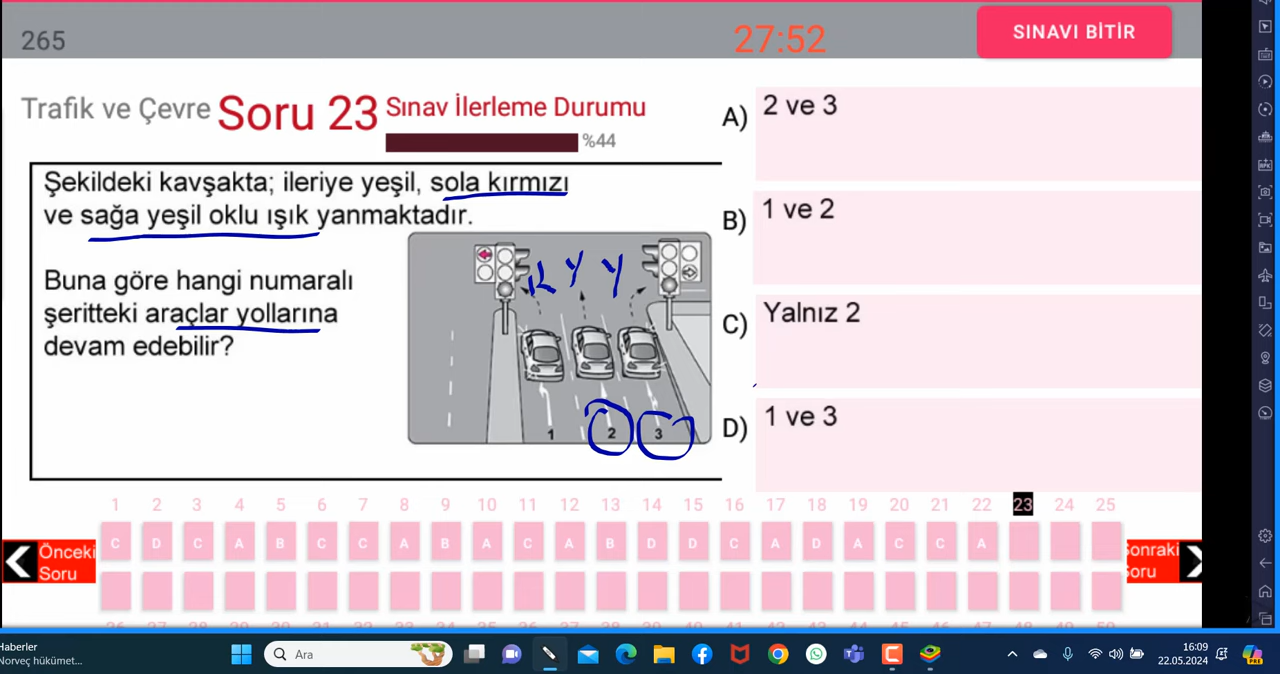 265
27:52
SINAVI BİTİR
Trafik ve Çevre Soru 23 Sınav İlerleme Durumu
%44
Şekildeki kavşakta; ileriye yeşil, sola kırmızı
ve sağa yeşil oklu ışık yanmaktadır.
Buna göre hangi numaralı
şeritteki araçlar yollarına
devam edebilir?
K Y Y
1 2 3
A) 2 ve 3
B) 1 ve 2
C) Yalnız 2
D) 1 ve 3
1 2 3 4 5 6 7 8 9 10 11 12 13 14 15 16 17 18 19 20 21 22 23 24 25
C D C A B C C A B A C A B D D C A D A C C A
Önceki
Soru
Sonraki
Soru
Haberler
Norveç hükümet...
Ara
16:09
22.05.2024
PRE